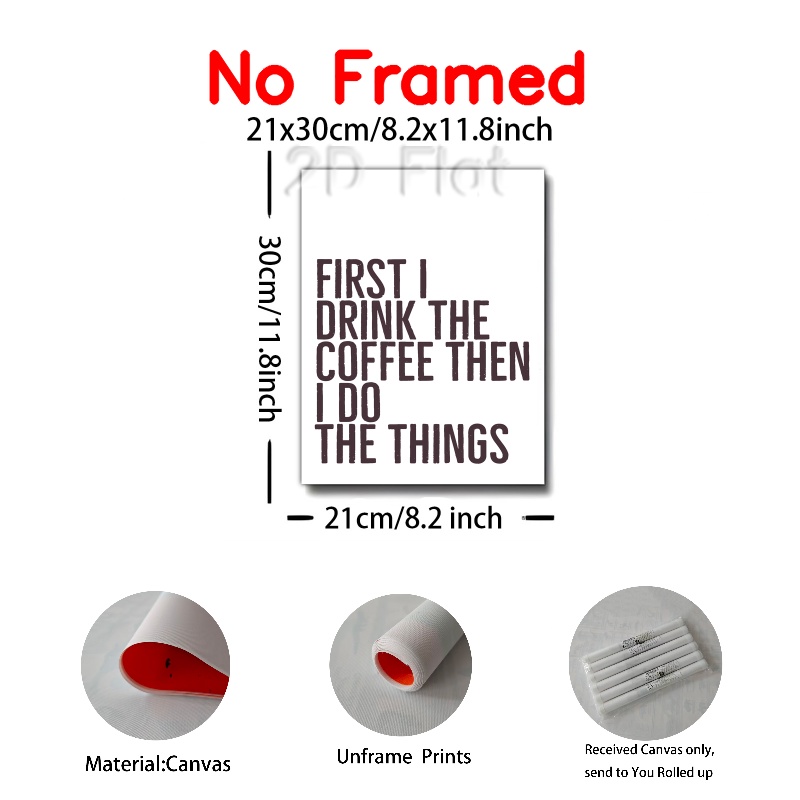 No Framed
21x30cm/8.2x11.8inch
2D Flat
30cm/11.8inch
FIRST I
DRINK THE
COFFEE THEN
I DO
THE THINGS
21cm/8.2 inch
Material:Canvas
Unframe Prints
Received Canvas only,
send to You Rolled up